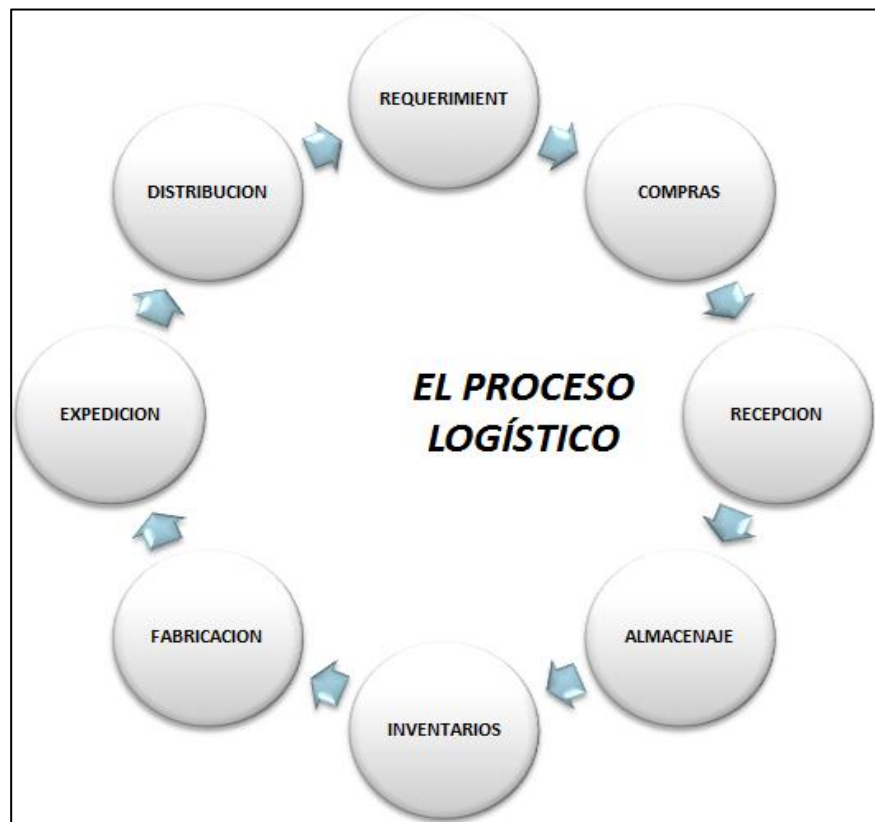 REQUERIMIENT
COMPRAS
RECEPCION
ALMACENAJE
INVENTARIOS
FABRICACION
EXPEDICION
DISTRIBUCION
EL PROCESO
LOGÍSTICO